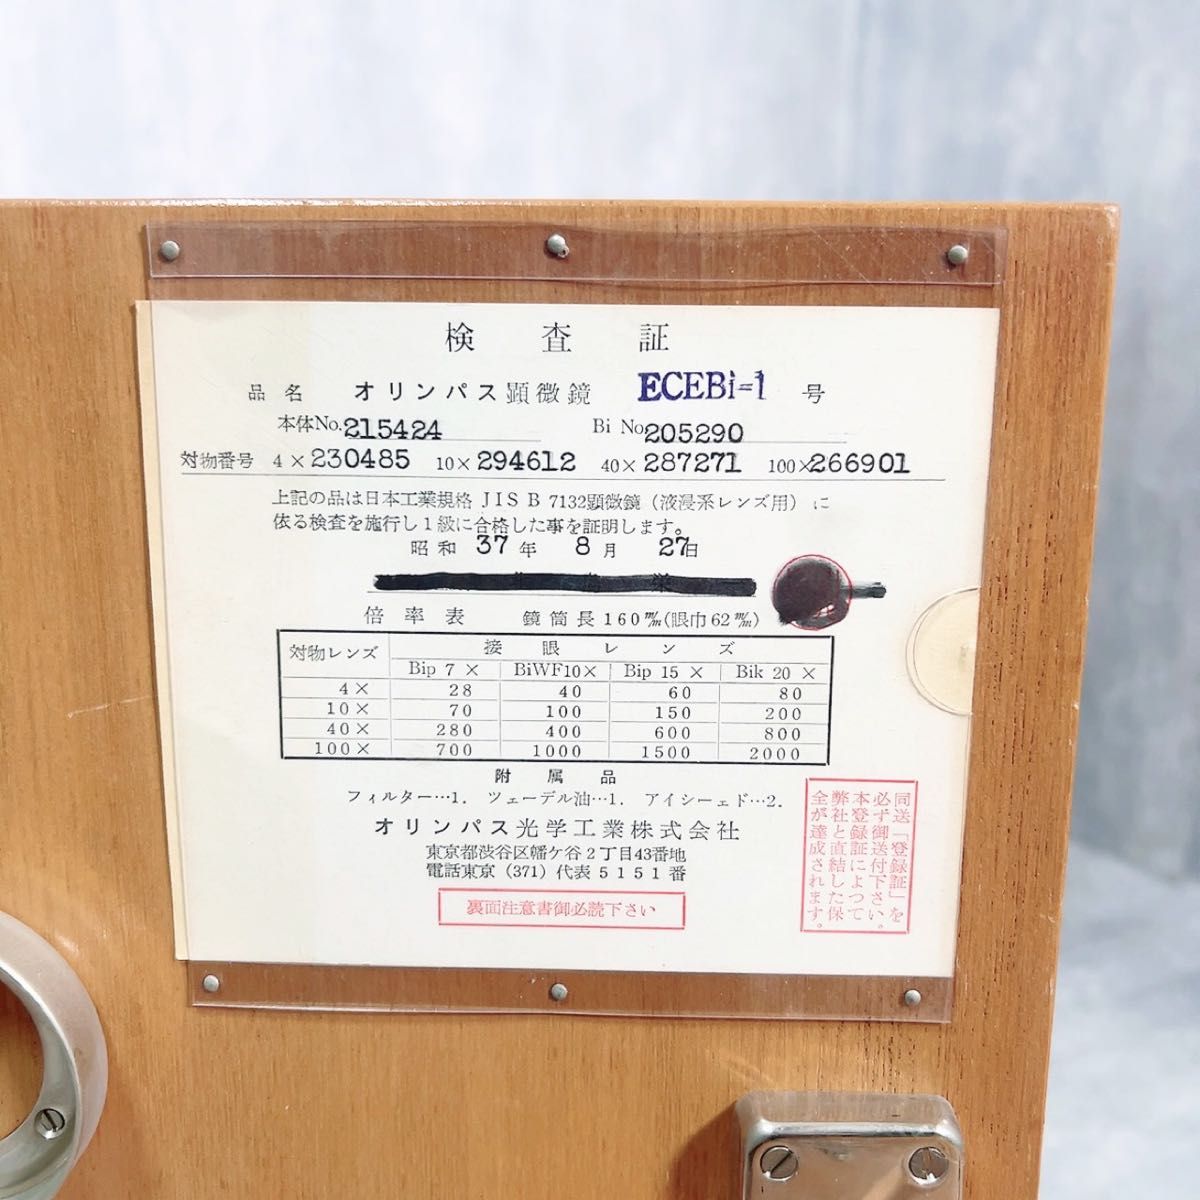 検査証
品名 オリンパス顕微鏡 ECEBi=1 号
本体No.215424 Bi No 205290
対物番号 4×230485 10×294612 40×287271 100×266901
上記の品は日本工業規格 JIS B 7132顕微鏡(液浸系レンズ用)に
依る検査を施行し1級に合格した事を証明します。
昭和 37年 8月 27日
倍率表 鏡筒長160㎜(眼巾62㎜)
対物レンズ 接眼レンズ
Bip 7 × BiWF10× Bip 15 × Bik 20 ×
4× 28 40 60 80
10× 70 100 150 200
40× 280 400 600 800
100× 700 1000 1500 2000
附属品
フィルター…1. ツェーデル油…1. アイシェード…2.
オリンパス光学工業株式会社
東京都渋谷区幡ケ谷2丁目43番地
電話東京(371)代表5151番
裏面注意書御必読下さい
同送「登録証」を
必ず御送付下さい。
本登録証によつて
弊社と直結した保
全が達成されます。